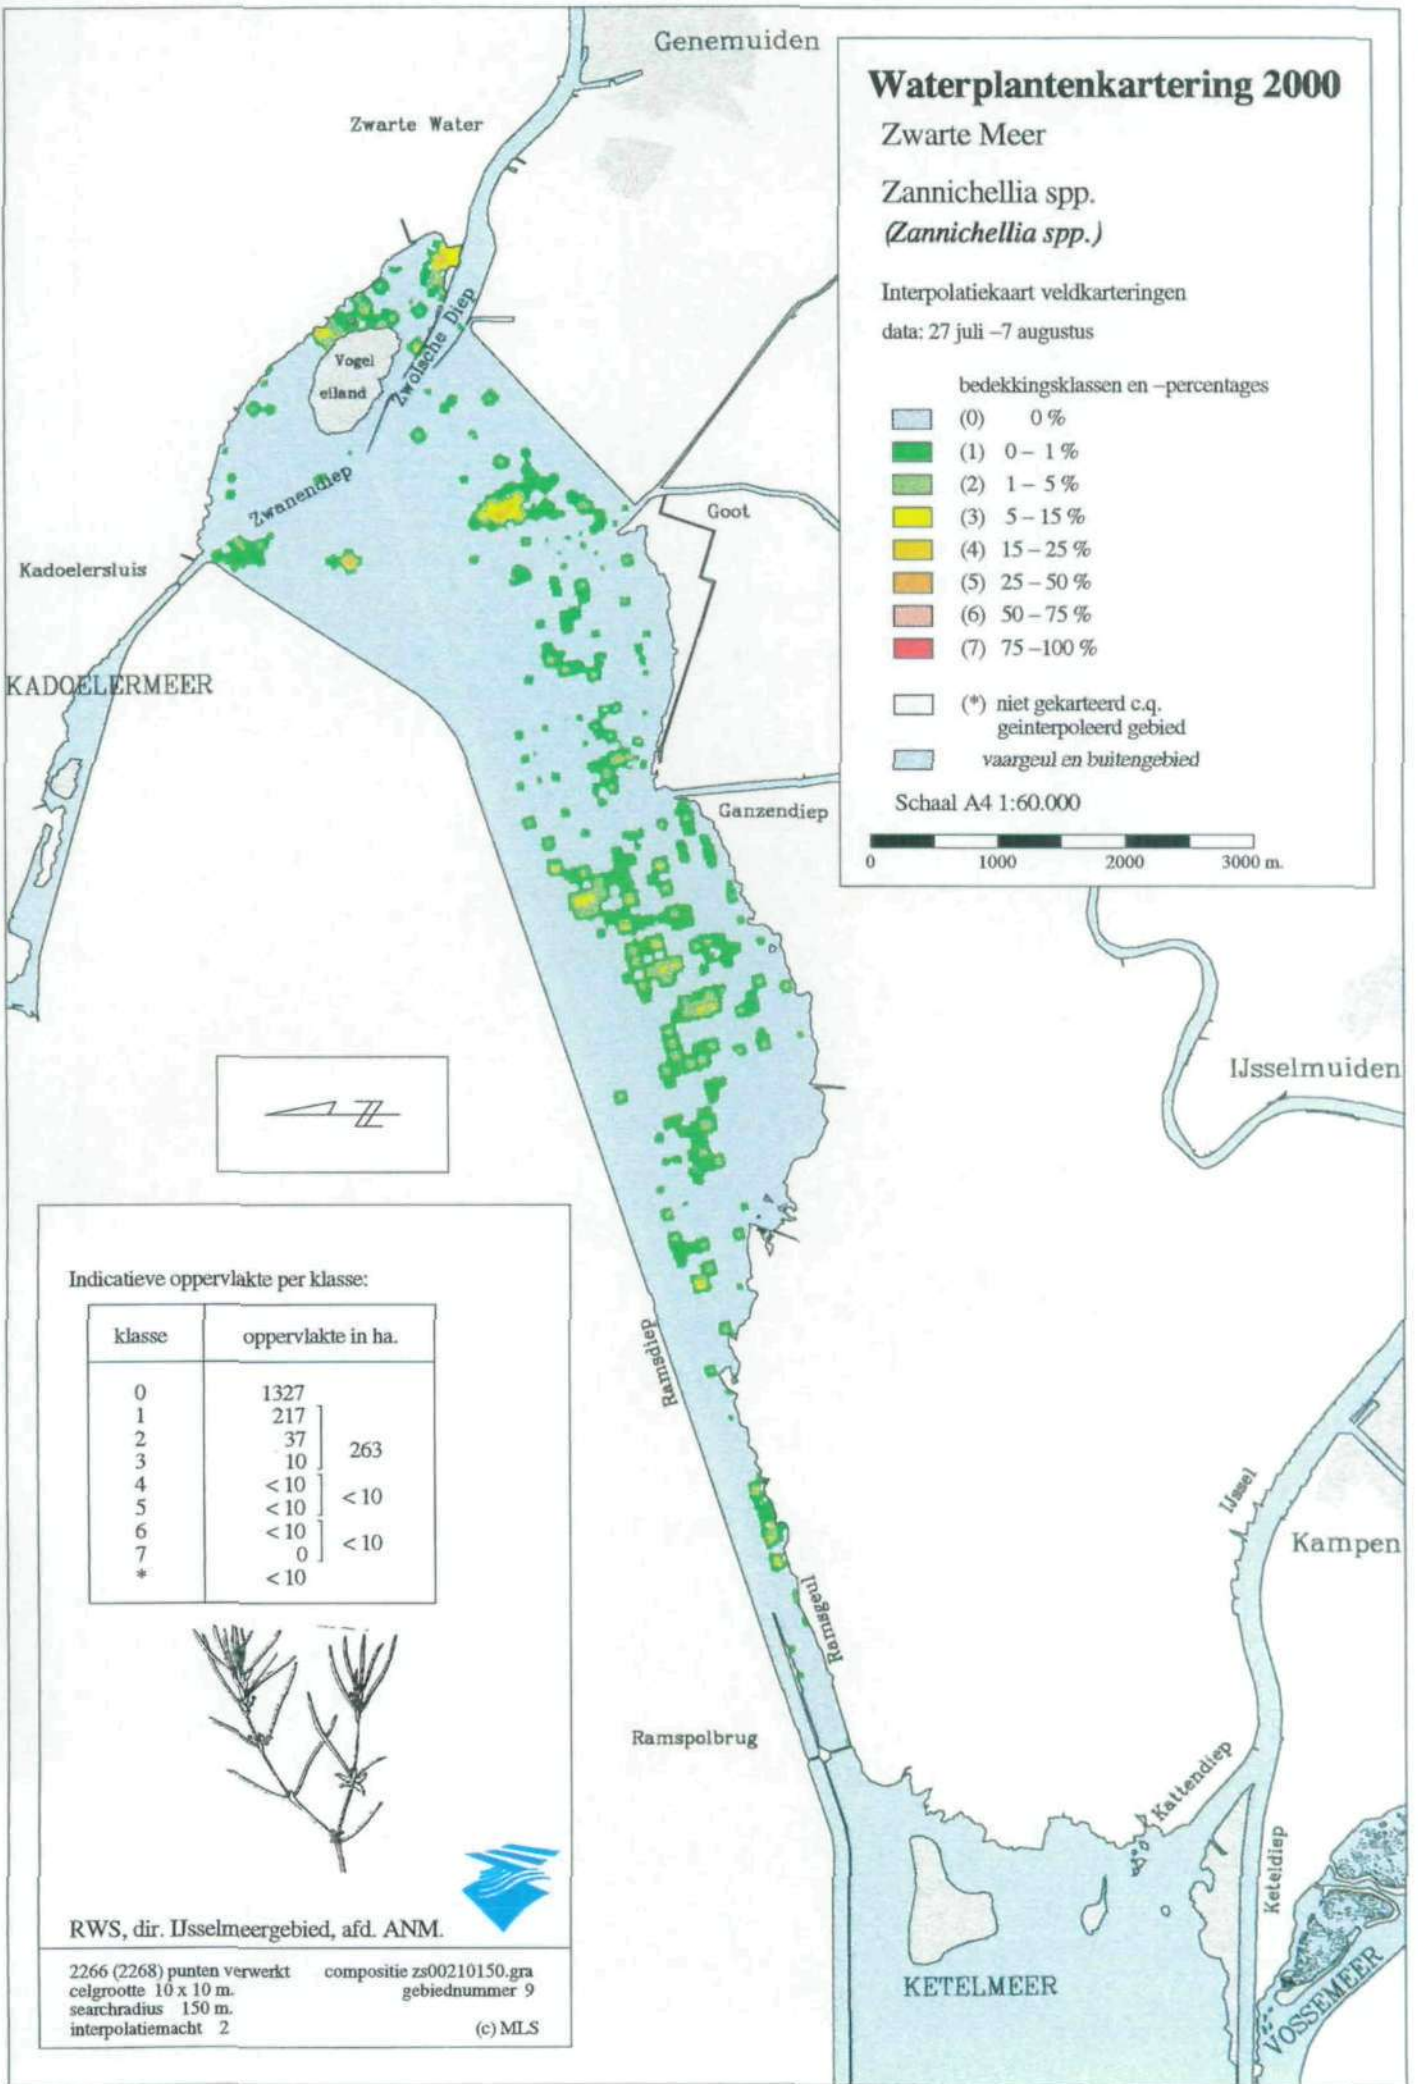 Genemuiden
Zwarte Water
Waterplantenkartering 2000
Zwarte Meer
Zannichellia spp.
(Zannichellia spp.)
Interpolatiekaart veldkarteringen
data: 27 juli –7 augustus
bedekkingsklassen en –percentages
(0) 0 %
(1) 0 – 1 %
(2) 1 – 5 %
(3) 5 – 15 %
(4) 15 – 25 %
(5) 25 – 50 %
(6) 50 – 75 %
(7) 75 –100 %
(*) niet gekarteerd c.q.
geinterpoleerd gebied
vaargeul en buitengebied
Schaal A4 1:60.000
0 1000 2000 3000 m.
Zwolsche Diep
Vogel
eiland
Zwanendiep
Goot
Kadoelersluis
KADOELERMEER
Ganzendiep
IJsselmuiden
Z
Indicatieve oppervlakte per klasse:
klasse oppervlakte in ha.
0 1327
1 217
2 37
3 10
263
4 < 10
5 < 10
< 10
6 < 10
7 0
< 10
* < 10
Ramsdiep
IJssel
Kampen
Ramsgeul
Ramspolbrug
Kattendiep
Keteldiep
KETELMEER
VOSSEMEER
RWS, dir. IJsselmeergebied, afd. ANM.
2266 (2268) punten verwerkt compositie zs00210150.gra
celgrootte 10 x 10 m. gebiednummer 9
searchradius 150 m.
interpolatiemacht 2 (c) MLS